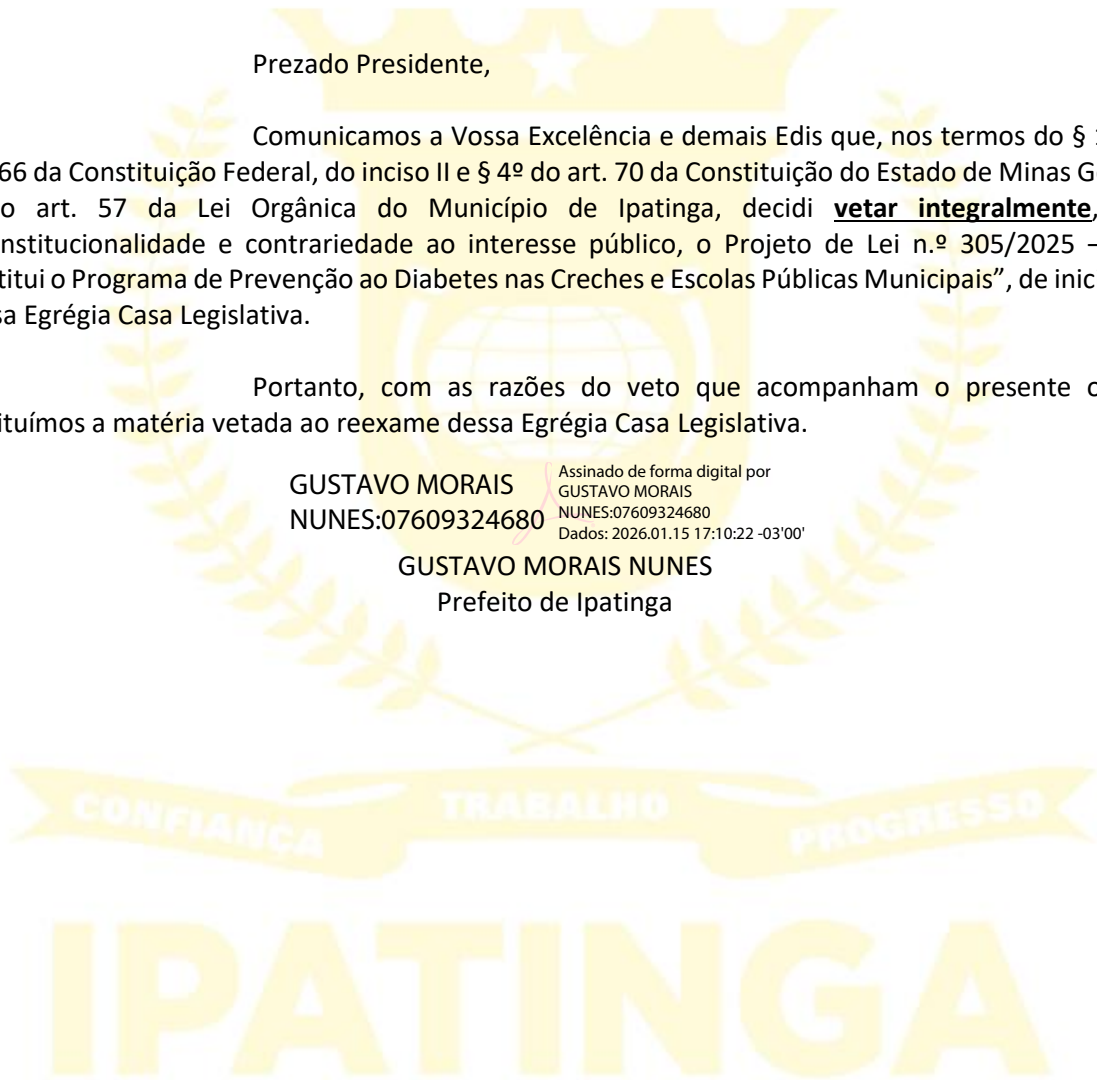 Prezado Presidente,
Comunicamos a Vossa Excelência e demais Edis que, nos termos do §
66 da Constituição Federal, do inciso II e § 4º do art. 70 da Constituição do Estado de Minas G
o art. 57 da Lei Orgânica do Município de Ipatinga, decidi vetar integralmente,
nstitucionalidade e contrariedade ao interesse público, o Projeto de Lei n.º 305/2025 –
titui o Programa de Prevenção ao Diabetes nas Creches e Escolas Públicas Municipais”, de inic
sa Egrégia Casa Legislativa.
Portanto, com as razões do veto que acompanham o presente o
ituímos a matéria vetada ao reexame dessa Egrégia Casa Legislativa.
GUSTAVO MORAIS
NUNES:07609324680
Assinado de forma digital por
GUSTAVO MORAIS
NUNES:07609324680
Dados: 2026.01.15 17:10:22 -03'00'
GUSTAVO MORAIS NUNES
Prefeito de Ipatinga
CONFIANÇA TRABALHO PROGRESSO
IPATINGA